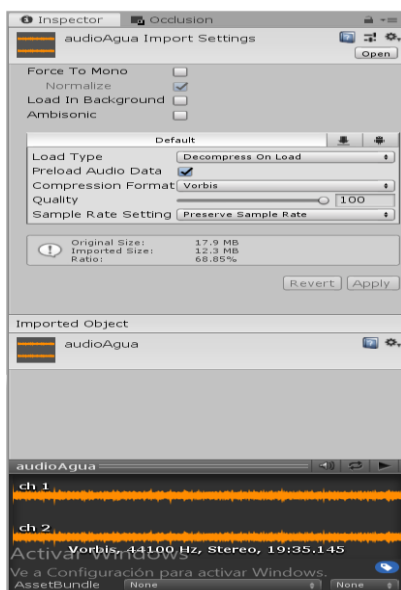 Inspector Occlusion
audioAgua Import Settings
Open
Force To Mono
Normalize
Load In Background
Ambisonic
Default
Load Type Decompress On Load
Preload Audio Data
Compression Format Vorbis
Quality 100
Sample Rate Setting Preserve Sample Rate
Original Size: 17.9 MB
Imported Size: 12.3 MB
Ratio: 68.85%
Revert Apply
Imported Object
audioAgua
audioAgua
ch 1
ch 2
Vorbis, 44100 Hz, Stereo, 19:35.145
Activar Windows
Ve a Configuración para activar Windows.
AssetBundle None None